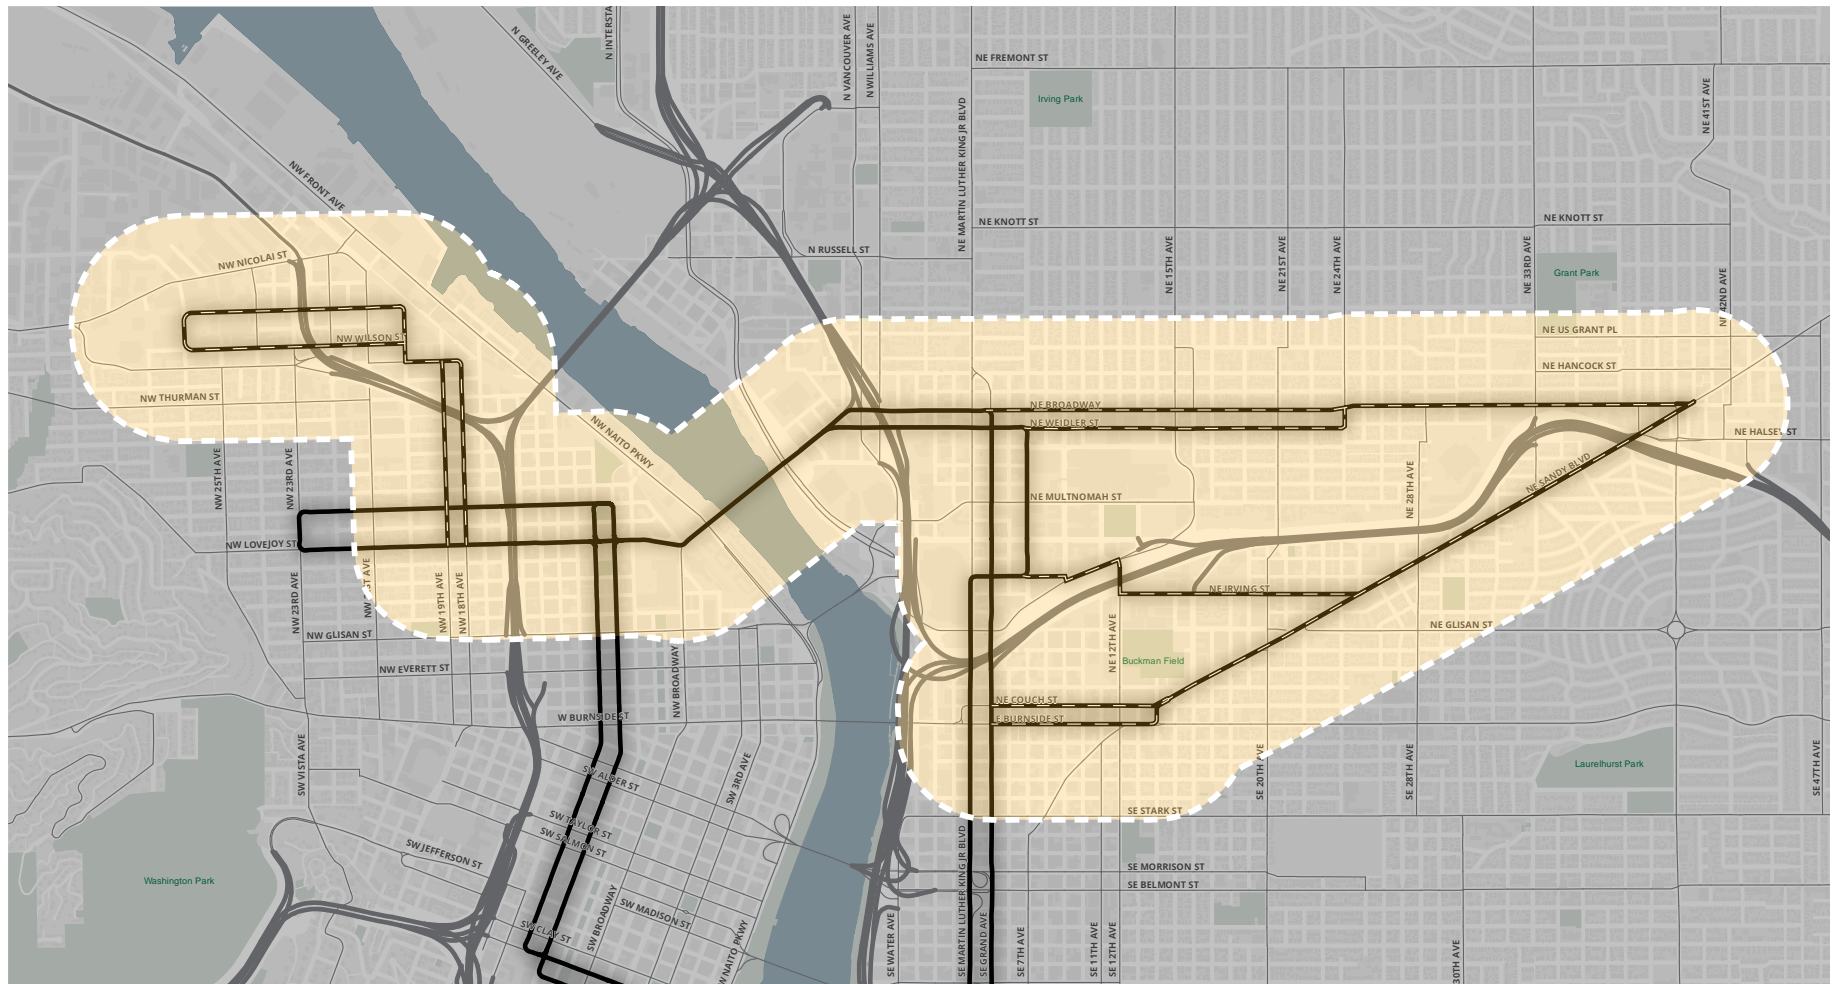 N GREELEY AVE
N INTERSTA
N VANCOUVER AVE
N WILLIAMS AVE
NE FREMONT ST
Irving Park
NE 41ST AVE
NW FRONT AVE
NE MARTIN LUTHER KING JR BLVD
NE KNOTT ST
NE KNOTT ST
N RUSSELL ST
NE 15TH AVE
NE 21ST AVE
NE 24TH AVE
NE 33RD AVE
Grant Park
NE 42ND AVE
NW NICOLAI ST
NW WILSON ST
NE US GRANT PL
NE HANCOCK ST
NW THURMAN ST
NE BROADWAY
NE WEIDLER ST
NE HALSEY ST
NW NAITO PKWY
NW 25TH AVE
NW 23RD AVE
NE 28TH AVE
NE SANDY BLVD
NE MULTNOMAH ST
NW LOVEJOY ST
NW 23RD AVE
NW
ST AVE
NW 19TH AVE
NW 18TH AVE
NE IRVING ST
NE GLISAN ST
NW GLISAN ST
NE 12TH AVE
Buckman Field
NW EVERETT ST
NW BROADWAY
NE COUCH ST
E BURNSIDE ST
W BURNSIDE ST
SW VISTA AVE
SW ALDER ST
SW 3RD AVE
SE 20TH AVE
SE 28TH AVE
Laurelhurst Park
SE 47TH AVE
SE STARK ST
SW TAYLOR ST
SW SALMON ST
SW JEFFERSON ST
SE MORRISON ST
SE BELMONT ST
Washington Park
SW MADISON ST
SW BROADWAY
SW CLAY ST
W NAITO PKWY
SE WATER AVE
SE MARTIN LUTHER KING JR BLVD
SE GRAND AVE
SE 7TH AVE
SE 11TH AVE
SE 12TH AVE
30TH AVE